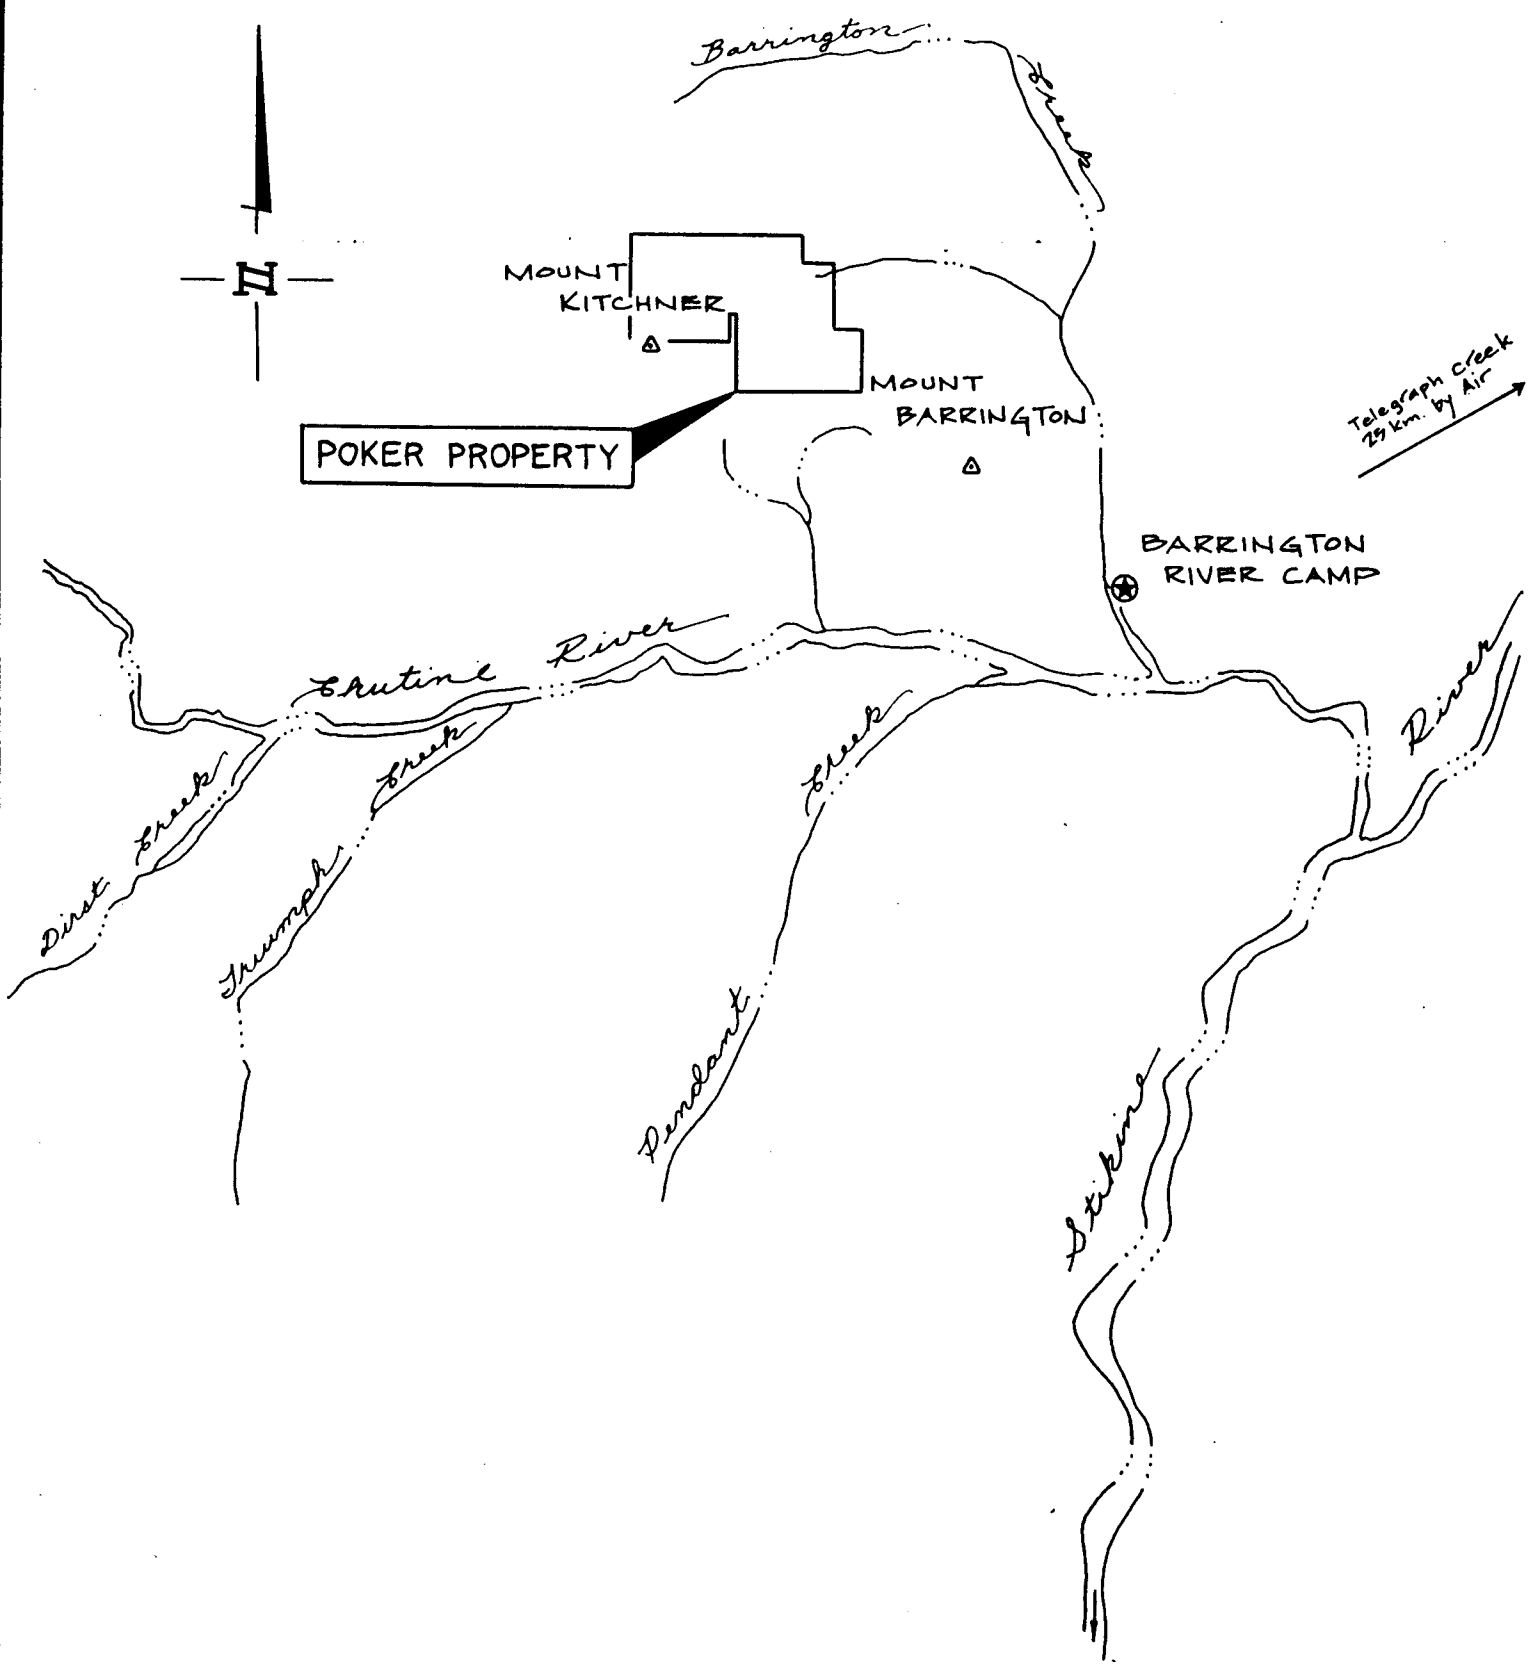 Barrington
Creek
N
MOUNT
KITCHNER
MOUNT
BARRINGTON
Telegraph Creek
25 km. by Air
POKER PROPERTY
BARRINGTON
RIVER CAMP
Chutine River
River
Creek
Creek
Creek
Dirst
Triumph
Pendant
Stikine